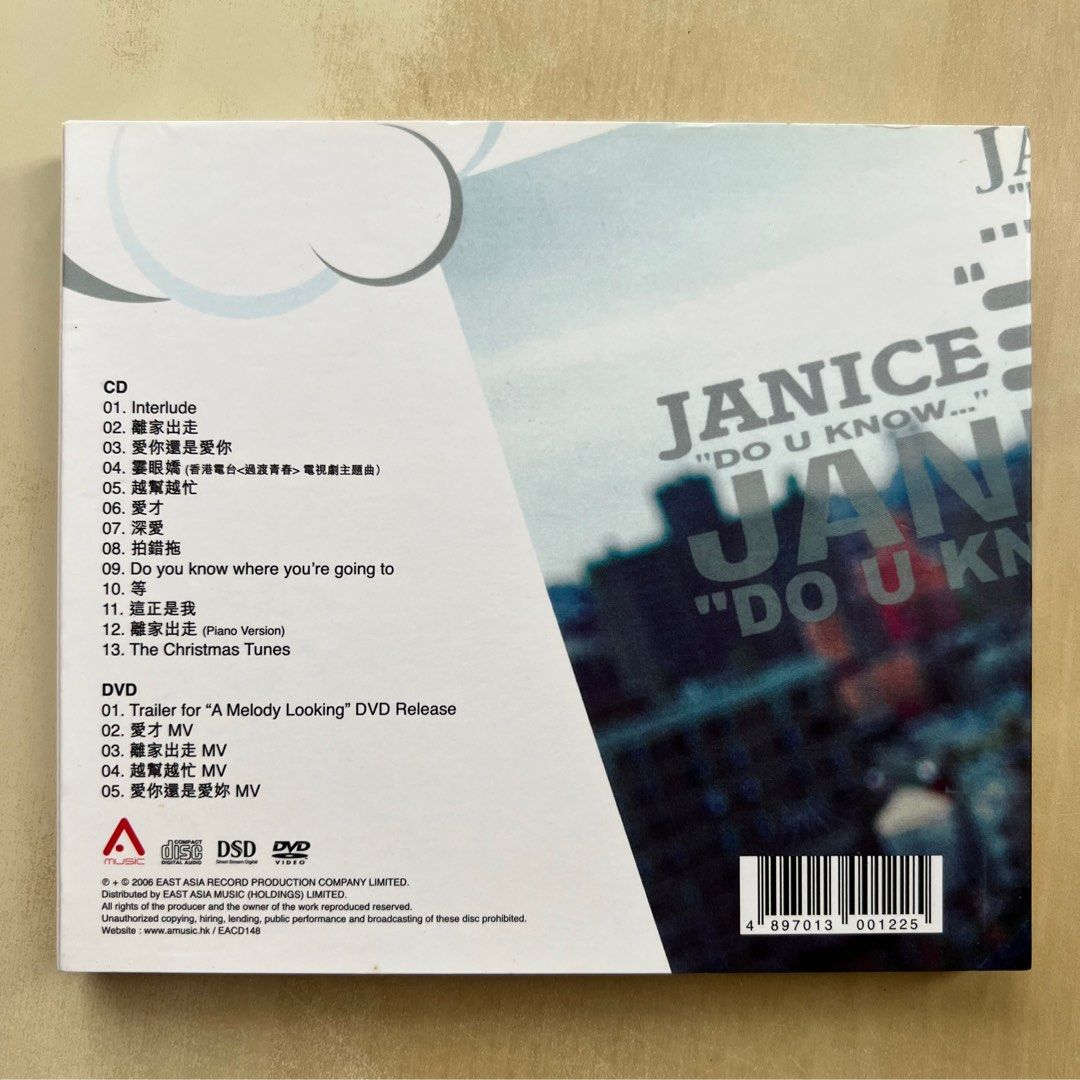 CD
01. Interlude
02. 離家出走
03. 愛你還是愛你
04. 霎眼嬌 (香港電台<過渡青春> 電視劇主題曲)
05. 越幫越忙
06. 愛才
07. 深愛
08. 拍錯拖
09. Do you know where you're going to
10. 等
11. 這正是我
12. 離家出走 (Piano Version)
13. The Christmas Tunes
DVD
01. Trailer for “A Melody Looking” DVD Release
02. 愛才 MV
03. 離家出走 MV
04. 越幫越忙 MV
05. 愛你還是愛妳 MV
A MUSIC
COMPACT disc DIGITAL AUDIO
DSD Direct Stream Digital
DVD VIDEO
℗ + © 2006 EAST ASIA RECORD PRODUCTION COMPANY LIMITED.
Distributed by EAST ASIA MUSIC (HOLDINGS) LIMITED.
All rights of the producer and the owner of the work reproduced reserved.
Unauthorized copying, hiring, lending, public performance and broadcasting of these disc prohibited.
Website : www.amusic.hk / EACD148
JA
JANICE
"DO U KNOW..."
JAN
"DO U KN
4 897013 001225